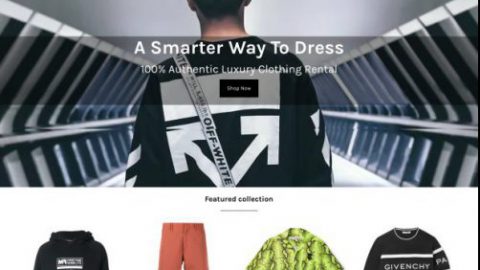 A Smarter Way To Dress
100% Authentic Luxury Clothing Rental
Shop Now
OFF-WHITE
Featured collection
GIVENCHY